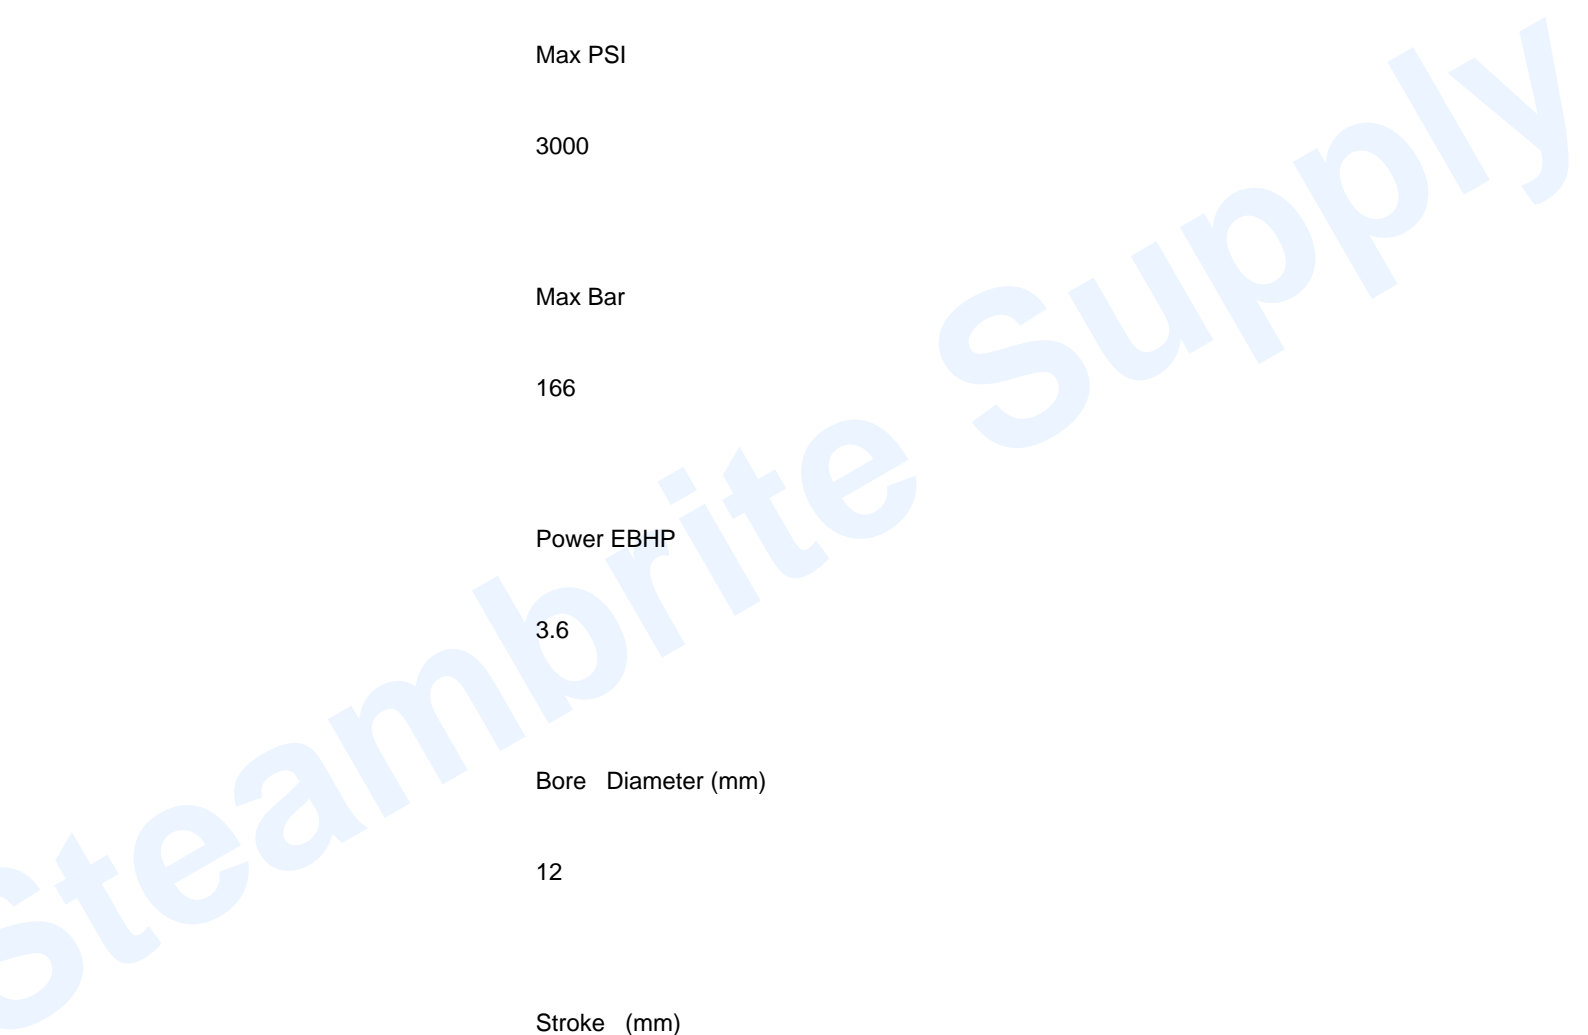 Max PSI
3000
Max Bar
166
Power EBHP
3.6
Bore   Diameter (mm)
12
Stroke   (mm)
Steambrite Supply